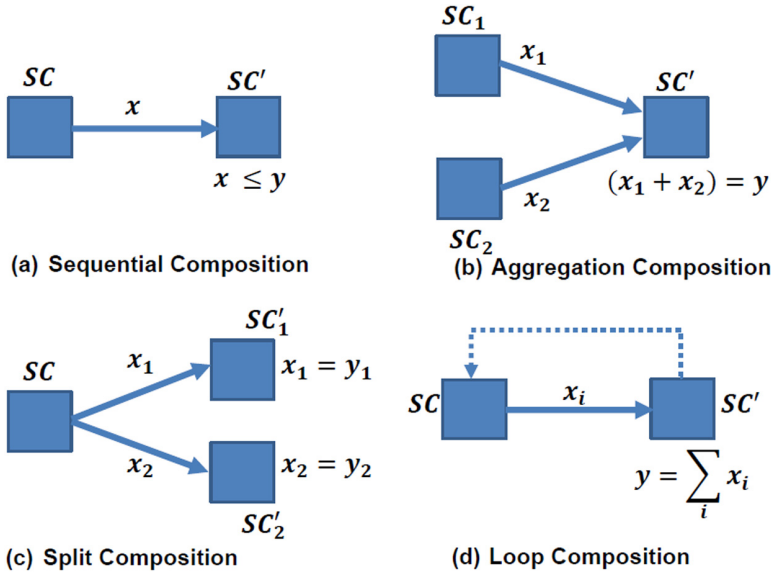 SC
SC′
x
x ≤ y
(a) Sequential Composition
SC₁
x₁
SC′
x₂
(x₁ + x₂) = y
SC₂
(b) Aggregation Composition
SC′₁
SC
x₁
x₁ = y₁
x₂
x₂ = y₂
SC′₂
(c) Split Composition
SC
xᵢ
SC′
y = ∑ᵢ xᵢ
(d) Loop Composition